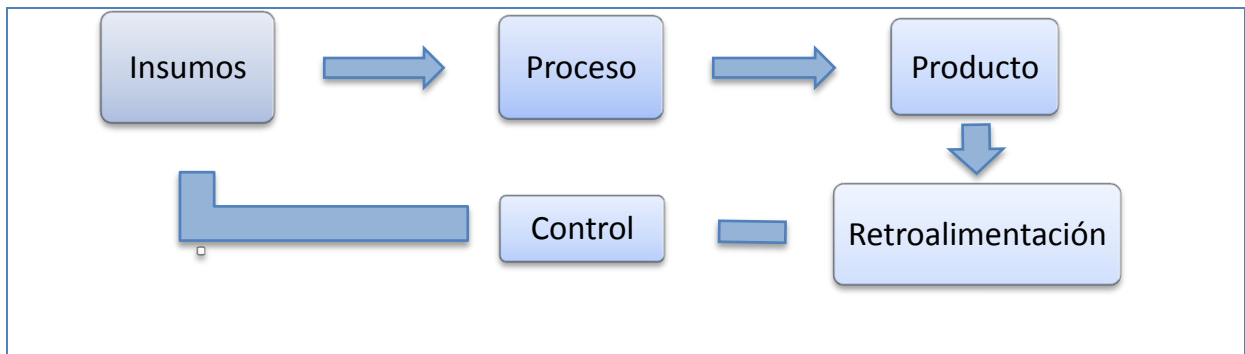 Insumos
Proceso
Producto
Control
Retroalimentación